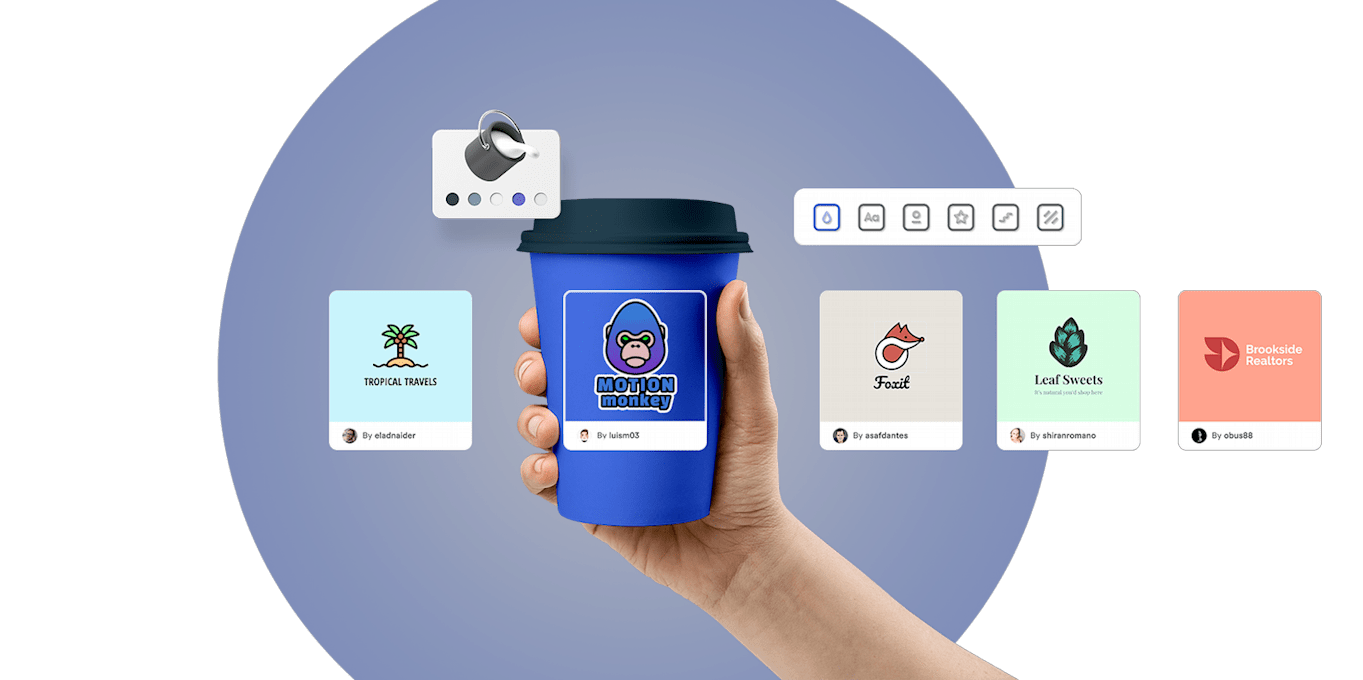 Aa
TROPICAL TRAVELS
By eladnaider
MOTION
monkey
By luism03
Foxit
By asafdantes
Leaf Sweets
It's natural you'd shop here
By shiranromano
Brookside
Realtors
By obus88